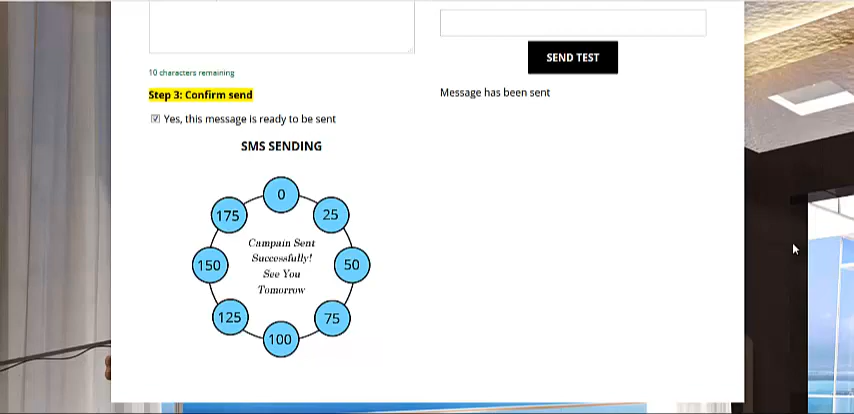 10 characters remaining
SEND TEST
Step 3: Confirm send
Message has been sent
Yes, this message is ready to be sent
SMS SENDING
0
175
25
Campain Sent
Successfully!
See You
Tomorrow
150
50
125
75
100